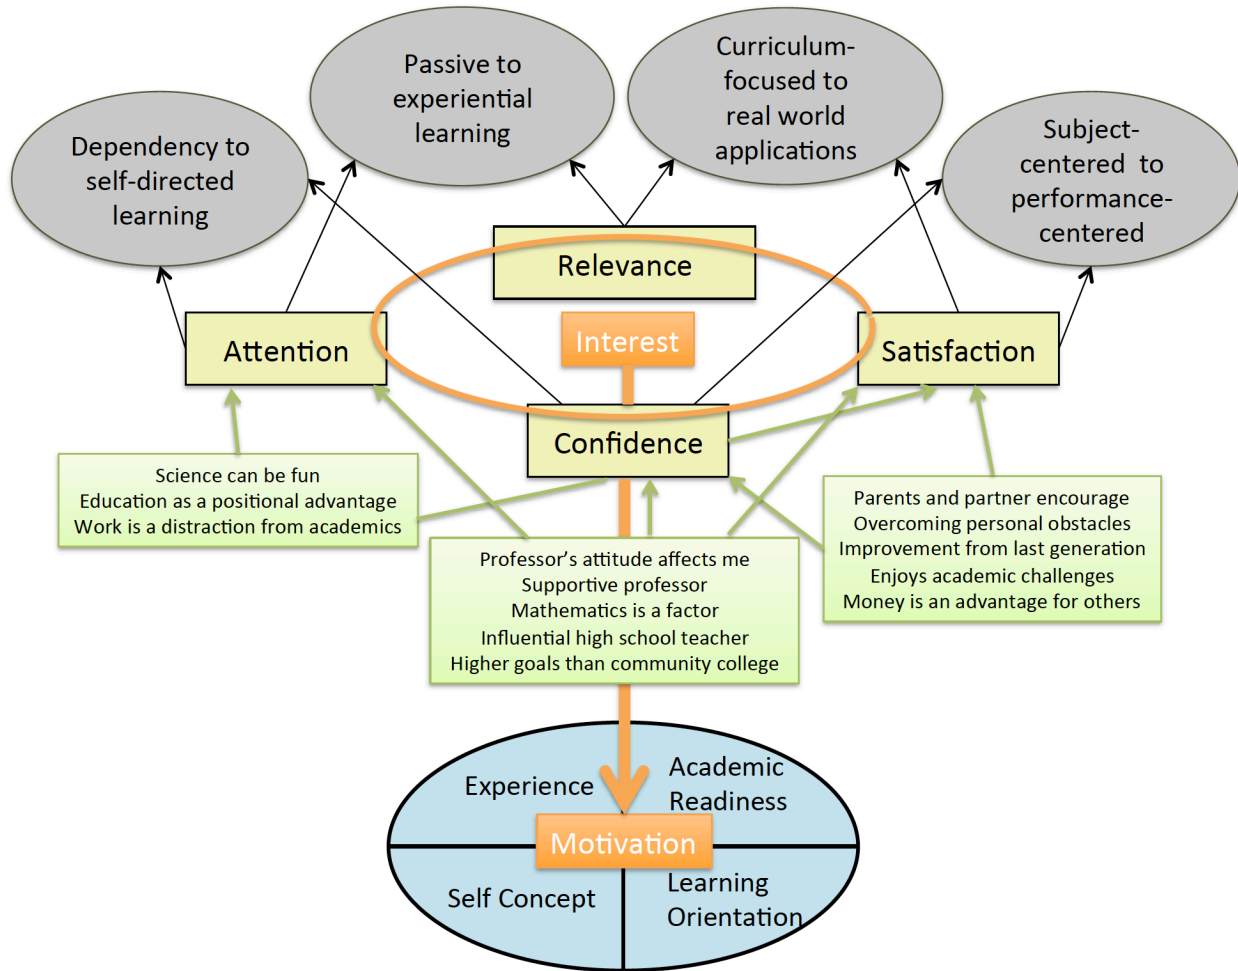 Passive to
experiential
learning
Curriculum-
focused to
real world
applications
Dependency to
self-directed
learning
Subject-
centered to
performance-
centered
Relevance
Attention
Interest
Satisfaction
Confidence
Science can be fun
Education as a positional advantage
Work is a distraction from academics
Parents and partner encourage
Overcoming personal obstacles
Improvement from last generation
Enjoys academic challenges
Money is an advantage for others
Professor's attitude affects me
Supportive professor
Mathematics is a factor
Influential high school teacher
Higher goals than community college
Experience
Academic
Readiness
Motivation
Self Concept
Learning
Orientation